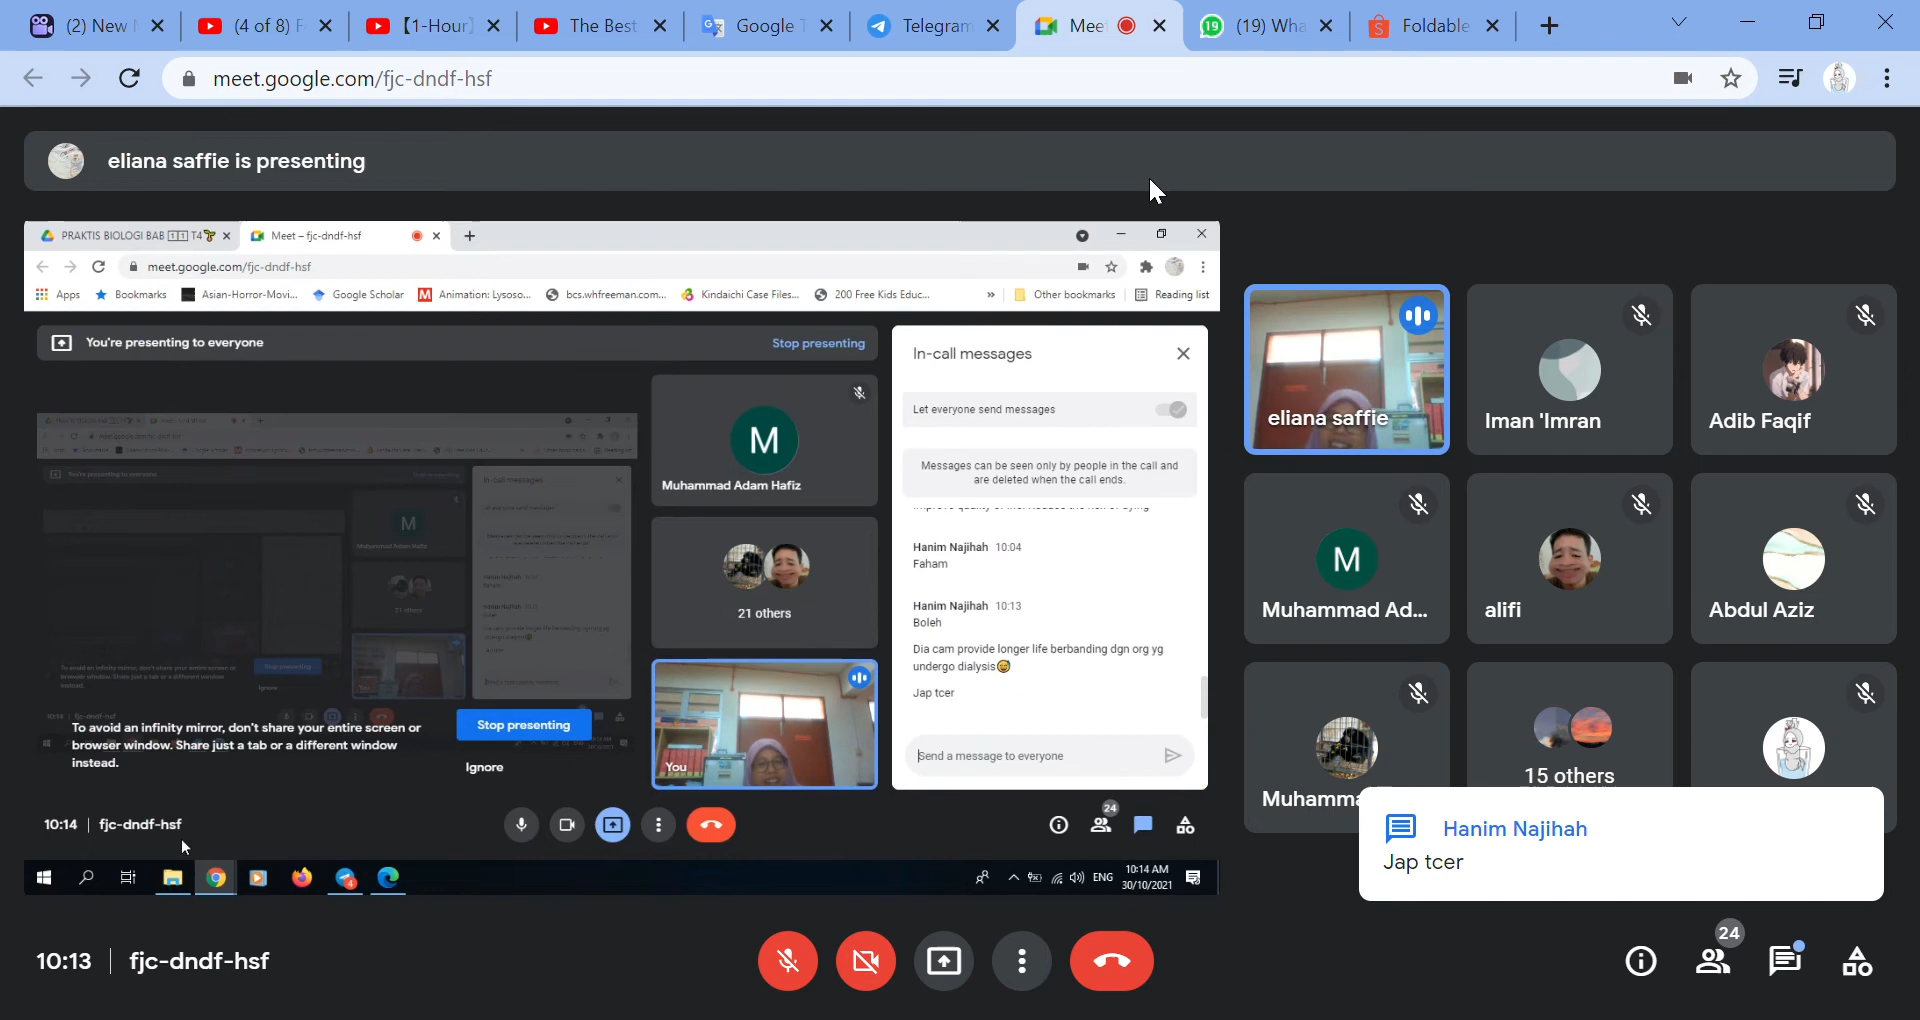 (2) New
(4 of 8) F
【1-Hour
The Best
Google T
Telegram
Mee
(19) Wha
Foldable
meet.google.com/fjc-dndf-hsf
eliana saffie is presenting
PRAKTIS BIOLOGI BAB 1️⃣1️⃣ T4
Meet – fjc-dndf-hsf
meet.google.com/fjc-dndf-hsf
Apps
Bookmarks
Asian-Horror-Movi...
Google Scholar
Animation: Lysoso...
bcs.whfreeman.com...
Kindaichi Case Files...
200 Free Kids Educ...
»
Other bookmarks
Reading list
You're presenting to everyone
Stop presenting
In-call messages
Let everyone send messages
Messages can be seen only by people in the call and
are deleted when the call ends.
Hanim Najihah 10:04
Faham
Hanim Najihah 10:13
Boleh
Dia cam provide longer life berbanding dgn org yg
undergo dialysis😅
Jap tcer
Send a message to everyone
M
Muhammad Adam Hafiz
21 others
You
To avoid an infinity mirror, don't share your entire screen or
browser window. Share just a tab or a different window
instead.
Stop presenting
Ignore
10:14 | fjc-dndf-hsf
24
ENG
10:14 AM
30/10/2021
eliana saffie
Iman 'Imran
Adib Faqif
M
Muhammad Ad...
alifi
Abdul Aziz
Muhamma
15 others
Hanim Najihah
Jap tcer
10:13 | fjc-dndf-hsf
24